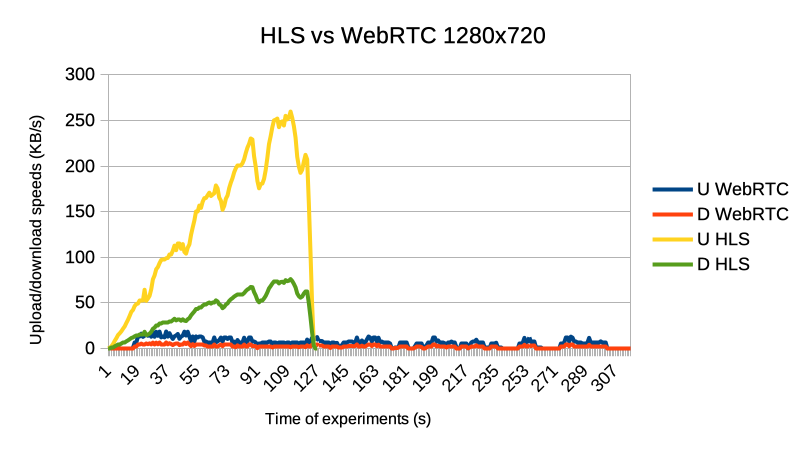 HLS vs WebRTC 1280x720
300
250
200
150
100
50
0
Upload/download speeds (KB/s)
1 19 37 55 73 91 109 127 145 163 181 199 217 235 253 271 289 307
Time of experiments (s)
U WebRTC
D WebRTC
U HLS
D HLS